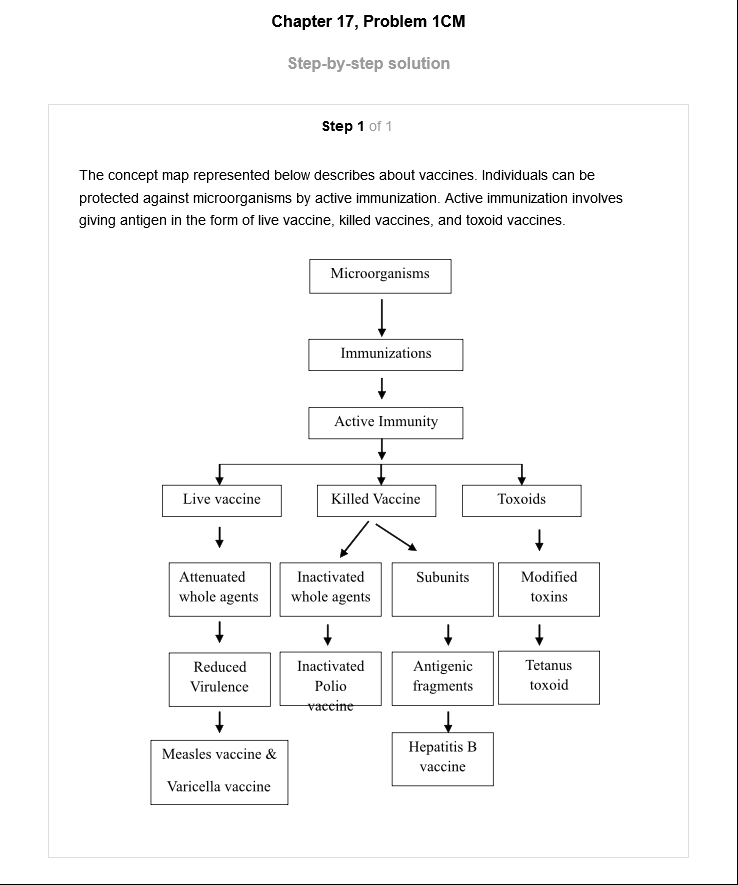 Chapter 17, Problem 1CM
Step-by-step solution
Step 1 of 1
The concept map represented below describes about vaccines. Individuals can be
protected against microorganisms by active immunization. Active immunization involves
giving antigen in the form of live vaccine, killed vaccines, and toxoid vaccines.
Microorganisms
Immunizations
Active Immunity
Live vaccine
Killed Vaccine
Toxoids
Attenuated
whole agents
Inactivated
whole agents
Subunits
Modified
toxins
Reduced
Virulence
Inactivated
Polio
vaccine
Antigenic
fragments
Tetanus
toxoid
Measles vaccine &
Varicella vaccine
Hepatitis B
vaccine